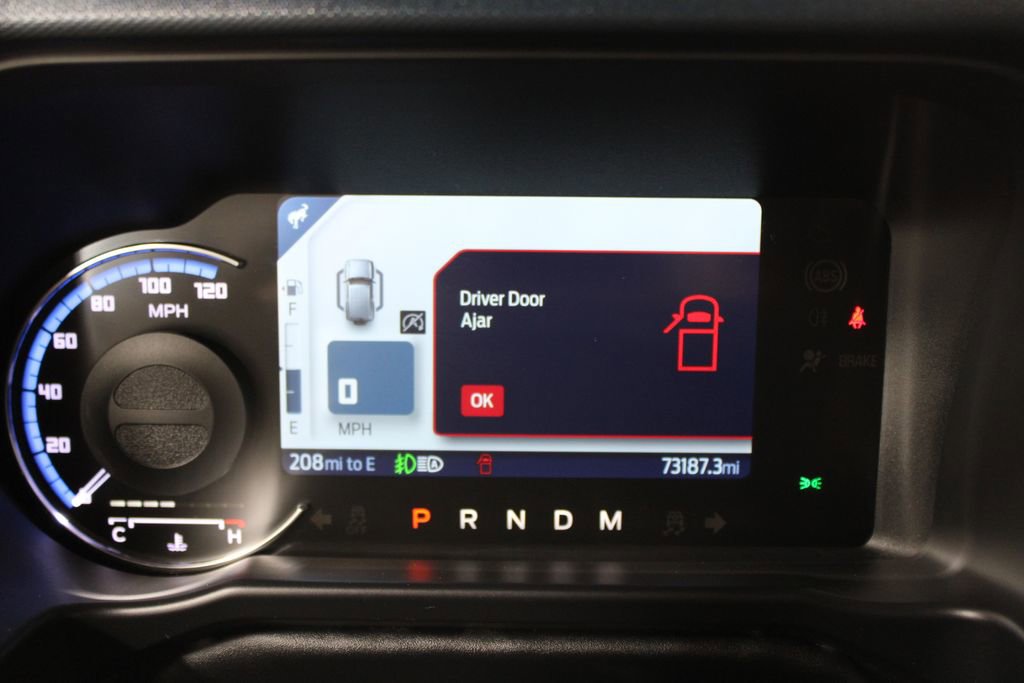 120
100
80
MPH
60
40
20
C
H
F
E
0
MPH
Driver Door
Ajar
OK
208mi to E
A
73187.3mi
P R N D M
ABS
BRAKE